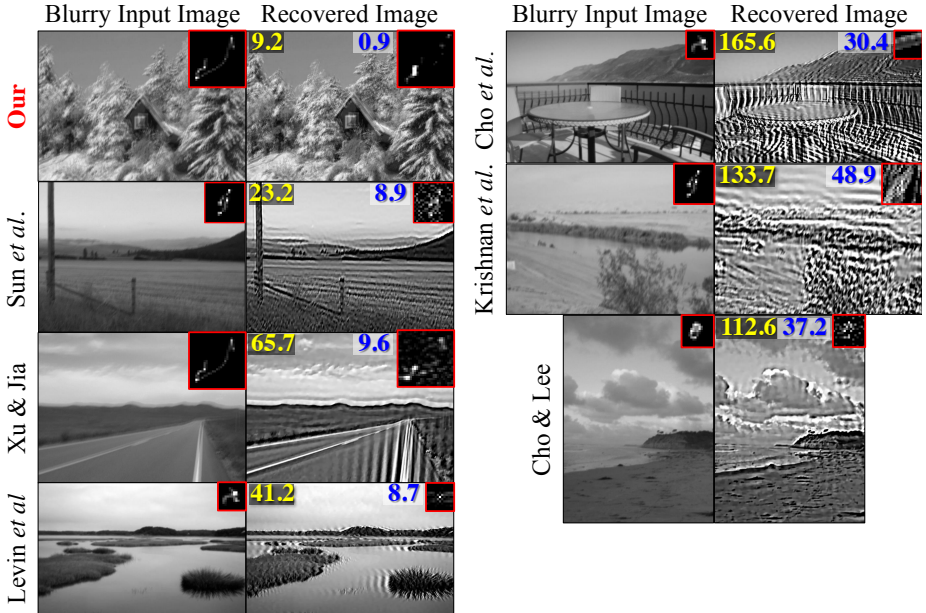 Blurry Input Image Recovered Image
Our
9.2 0.9
Sun et al.
23.2 8.9
Xu & Jia
65.7 9.6
Levin et al
41.2 8.7
Blurry Input Image Recovered Image
Cho et al.
165.6 30.4
Krishnan et al.
133.7 48.9
Cho & Lee
112.6 37.2